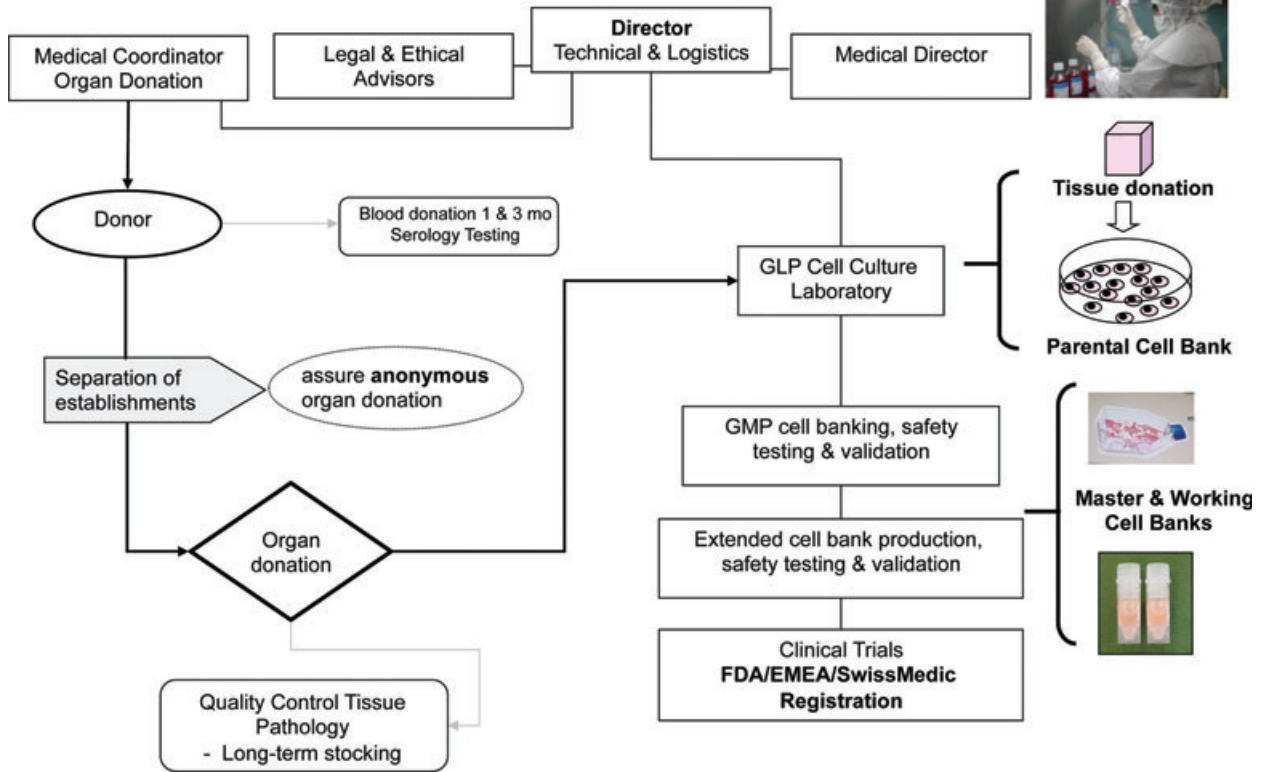 Director
Technical & Logistics
Medical Coordinator
Organ Donation
Legal & Ethical
Advisors
Medical Director
Tissue donation
Donor
Blood donation 1 & 3 mo
Serology Testing
GLP Cell Culture
Laboratory
Parental Cell Bank
Separation of
establishments
assure anonymous
organ donation
GMP cell banking, safety
testing & validation
Master & Working
Cell Banks
Organ
donation
Extended cell bank production,
safety testing & validation
Clinical Trials
FDA/EMEA/SwissMedic
Registration
Quality Control Tissue
Pathology
- Long-term stocking